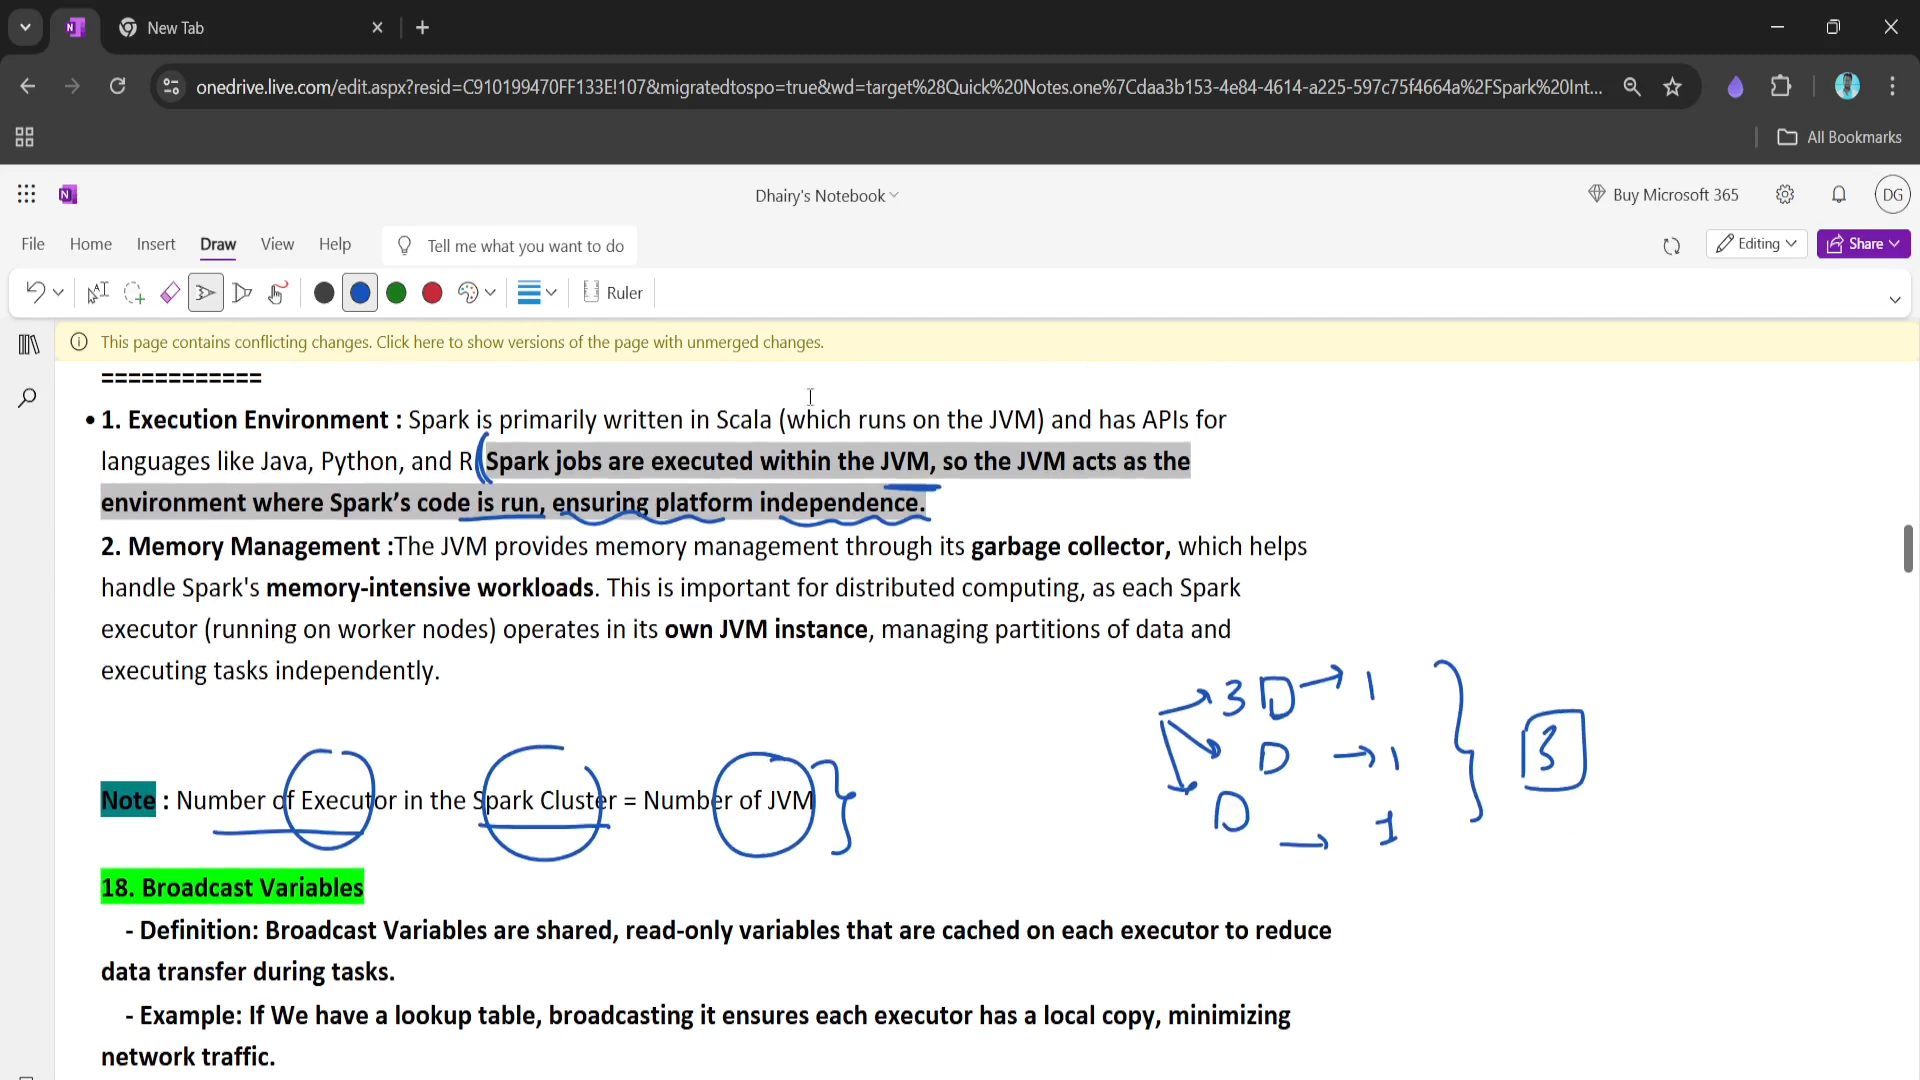 New Tab
onedrive.live.com/edit.aspx?resid=C910199470FF133E!107&migratedtospo=true&wd=target%28Quick%20Notes.one%7Cdaa3b153-4e84-4614-a225-597c75f4664a%2FSpark%20Int...
All Bookmarks
Dhairy's Notebook
Buy Microsoft 365
DG
File Home Insert Draw View Help Tell me what you want to do
Editing Share
Ruler
This page contains conflicting changes. Click here to show versions of the page with unmerged changes.
============
• 1. Execution Environment : Spark is primarily written in Scala (which runs on the JVM) and has APIs for
languages like Java, Python, and R Spark jobs are executed within the JVM, so the JVM acts as the
environment where Spark’s code is run, ensuring platform independence.
2. Memory Management :The JVM provides memory management through its garbage collector, which helps
handle Spark's memory-intensive workloads. This is important for distributed computing, as each Spark
executor (running on worker nodes) operates in its own JVM instance, managing partitions of data and
executing tasks independently.
3 D → 1
D → 1
D → 1
3
Note : Number of Executor in the Spark Cluster = Number of JVM
18. Broadcast Variables
- Definition: Broadcast Variables are shared, read-only variables that are cached on each executor to reduce
data transfer during tasks.
- Example: If We have a lookup table, broadcasting it ensures each executor has a local copy, minimizing
network traffic.